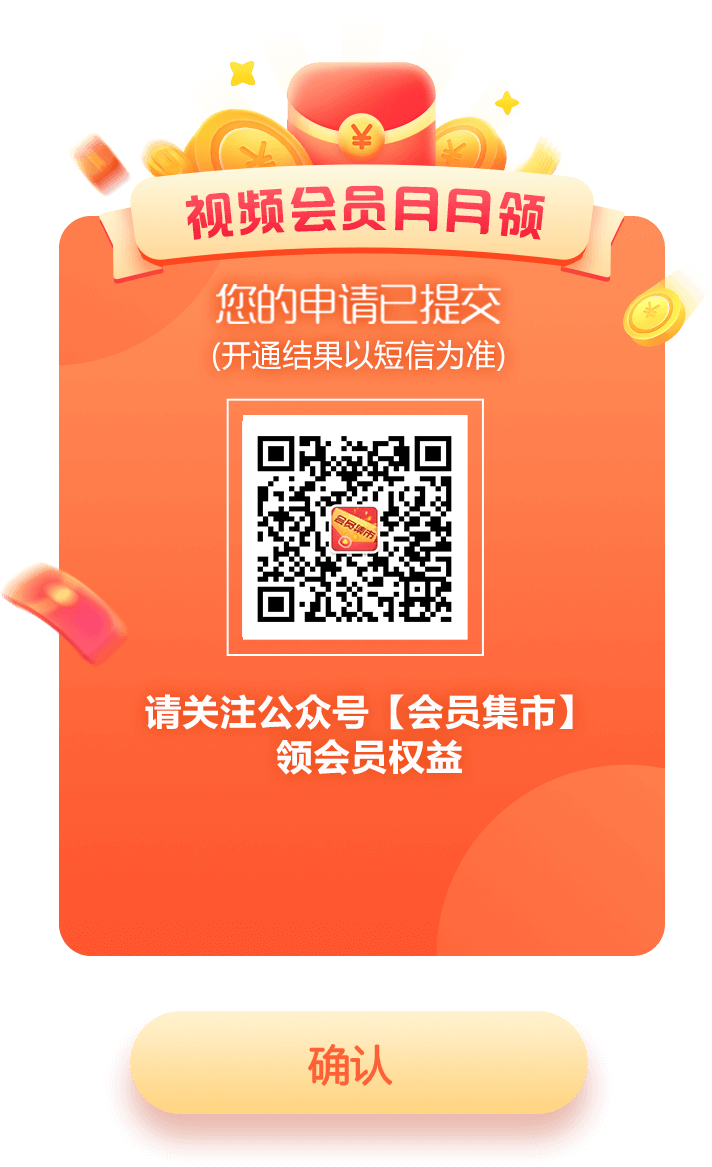 视频会员月月领
您的申请已提交
(开通结果以短信为准)
会员集市
请关注公众号【会员集市】
领会员权益
确认